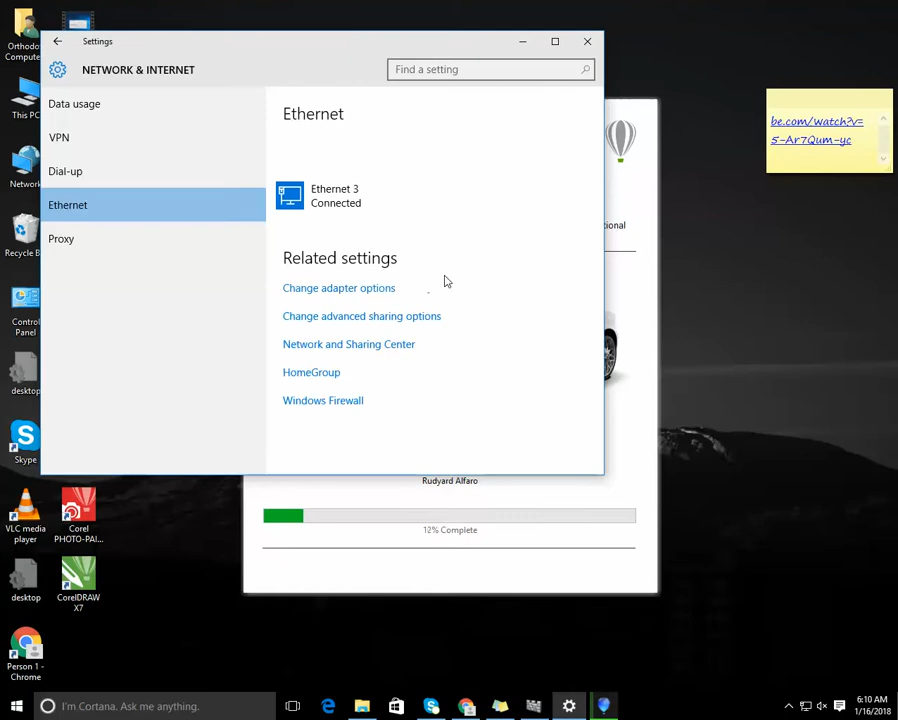 Orthodo
Compute
This PC
Network
Recycle B
Control
Panel
desktop
Skype
VLC media
player
Corel
PHOTO-PAI...
desktop
CorelDRAW
X7
Person 1 -
Chrome
Settings
NETWORK & INTERNET
Find a setting
Data usage
VPN
Dial-up
Ethernet
Proxy
Ethernet
Ethernet 3
Connected
Related settings
Change adapter options
Change advanced sharing options
Network and Sharing Center
HomeGroup
Windows Firewall
tional
Rudyard Alfaro
12% Complete
be.com/watch?v=
5-Ar7Qum-yc
I'm Cortana. Ask me anything.
6:10 AM
1/16/2018